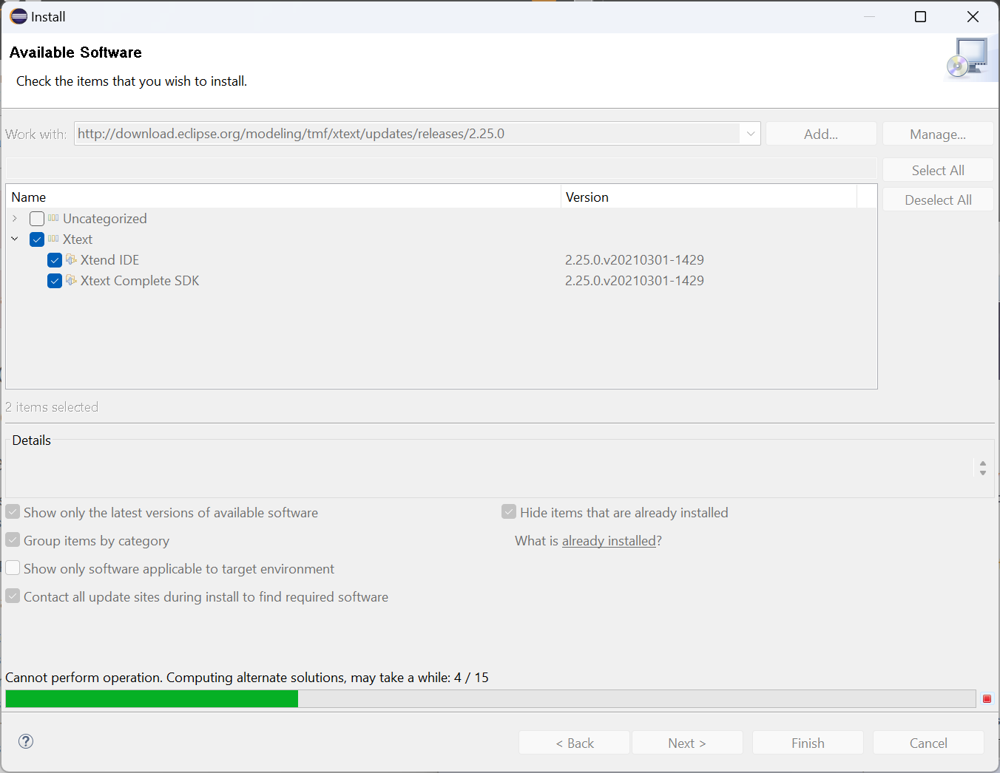 Install
Available Software
Check the items that you wish to install.
Work with: http://download.eclipse.org/modeling/tmf/xtext/updates/releases/2.25.0 Add... Manage...
Select All
Deselect All
Name Version
Uncategorized
Xtext
Xtend IDE 2.25.0.v20210301-1429
Xtext Complete SDK 2.25.0.v20210301-1429
2 items selected
Details
Show only the latest versions of available software Hide items that are already installed
Group items by category What is already installed?
Show only software applicable to target environment
Contact all update sites during install to find required software
Cannot perform operation. Computing alternate solutions, may take a while: 4 / 15
? < Back Next > Finish Cancel